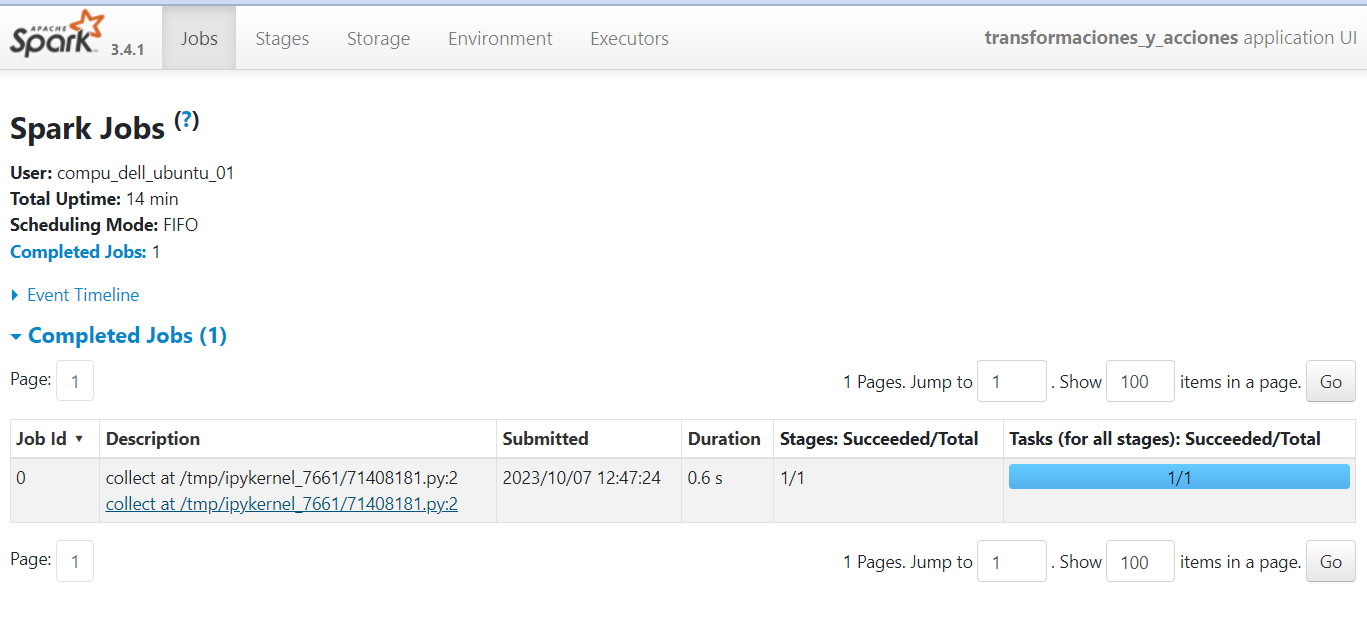 APACHE
Spark 3.4.1 Jobs Stages Storage Environment Executors transformaciones_y_acciones application UI
Spark Jobs (?)
User: compu_dell_ubuntu_01
Total Uptime: 14 min
Scheduling Mode: FIFO
Completed Jobs: 1
Event Timeline
Completed Jobs (1)
Page: 1 1 Pages. Jump to 1 . Show 100 items in a page. Go
Job Id ▾ Description Submitted Duration Stages: Succeeded/Total Tasks (for all stages): Succeeded/Total
0 collect at /tmp/ipykernel_7661/71408181.py:2 2023/10/07 12:47:24 0.6 s 1/1 1/1
collect at /tmp/ipykernel_7661/71408181.py:2
Page: 1 1 Pages. Jump to 1 . Show 100 items in a page. Go